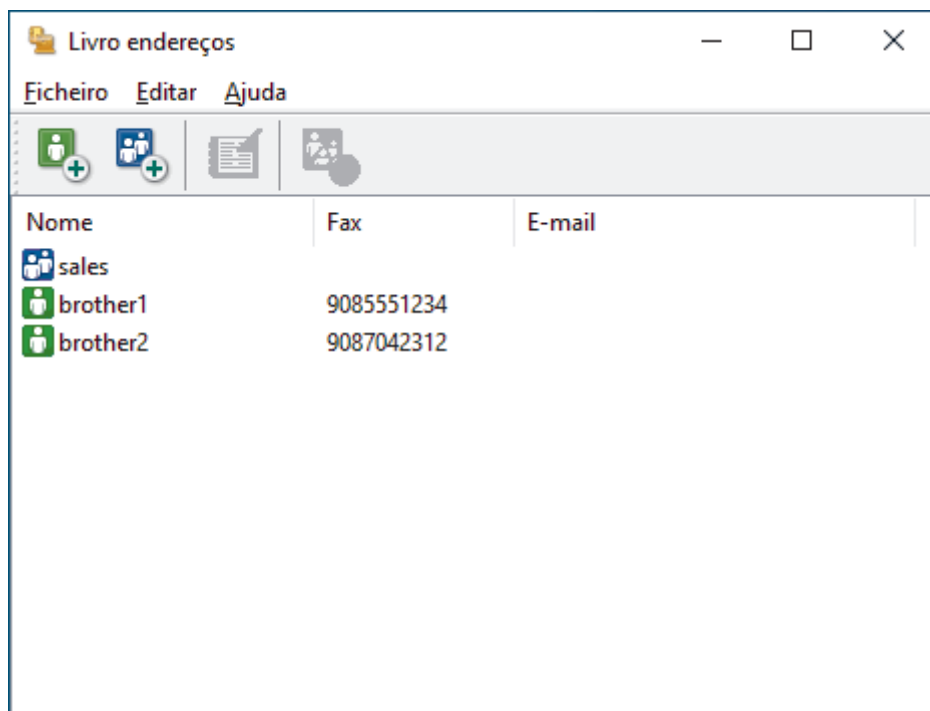 Livro endereços
Ficheiro Editar Ajuda
Nome Fax E-mail
sales
brother1 9085551234
brother2 9087042312